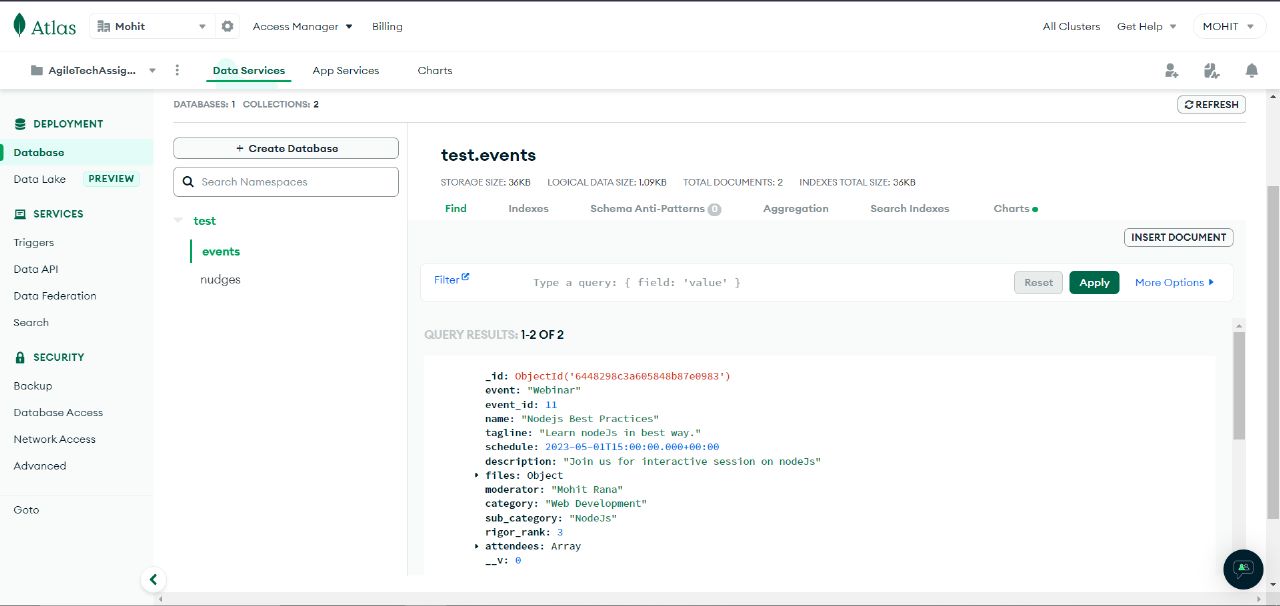 Atlas
Mohit
Access Manager
Billing
All Clusters
Get Help
MOHIT
AgileTechAssig...
Data Services
App Services
Charts
DATABASES: 1 COLLECTIONS: 2
REFRESH
DEPLOYMENT
Database
Data Lake PREVIEW
SERVICES
Triggers
Data API
Data Federation
Search
SECURITY
Backup
Database Access
Network Access
Advanced
Goto
+ Create Database
Search Namespaces
test
events
nudges
test.events
STORAGE SIZE: 36KB LOGICAL DATA SIZE: 1.09KB TOTAL DOCUMENTS: 2 INDEXES TOTAL SIZE: 36KB
Find Indexes Schema Anti-Patterns 0 Aggregation Search Indexes Charts
INSERT DOCUMENT
Filter Type a query: { field: 'value' } Reset Apply More Options
QUERY RESULTS: 1-2 OF 2
_id: ObjectId('6448298c3a605848b87e0983')
event: "Webinar"
event_id: 11
name: "Nodejs Best Practices"
tagline: "Learn nodeJs in best way."
schedule: 2023-05-01T15:00:00.000+00:00
description: "Join us for interactive session on nodeJs"
files: Object
moderator: "Mohit Rana"
category: "Web Development"
sub_category: "NodeJs"
rigor_rank: 3
attendees: Array
__v: 0